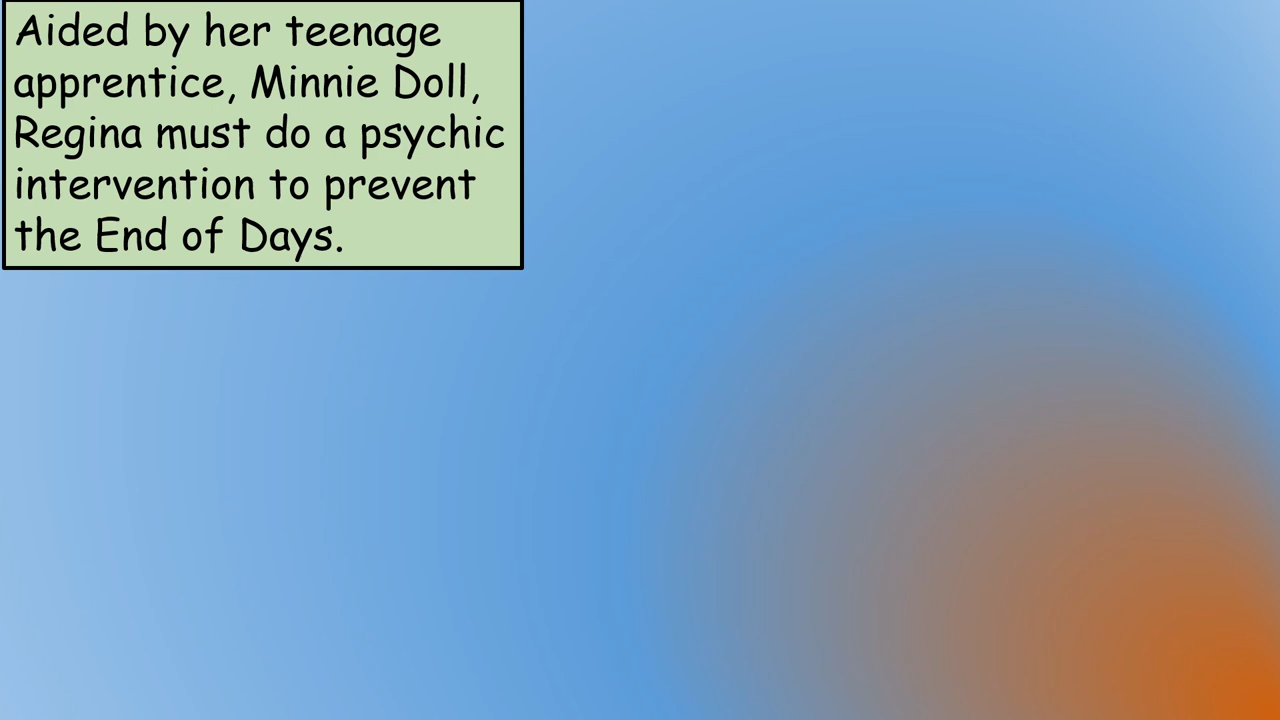 Aided by her teenage
apprentice, Minnie Doll,
Regina must do a psychic
intervention to prevent
the End of Days.